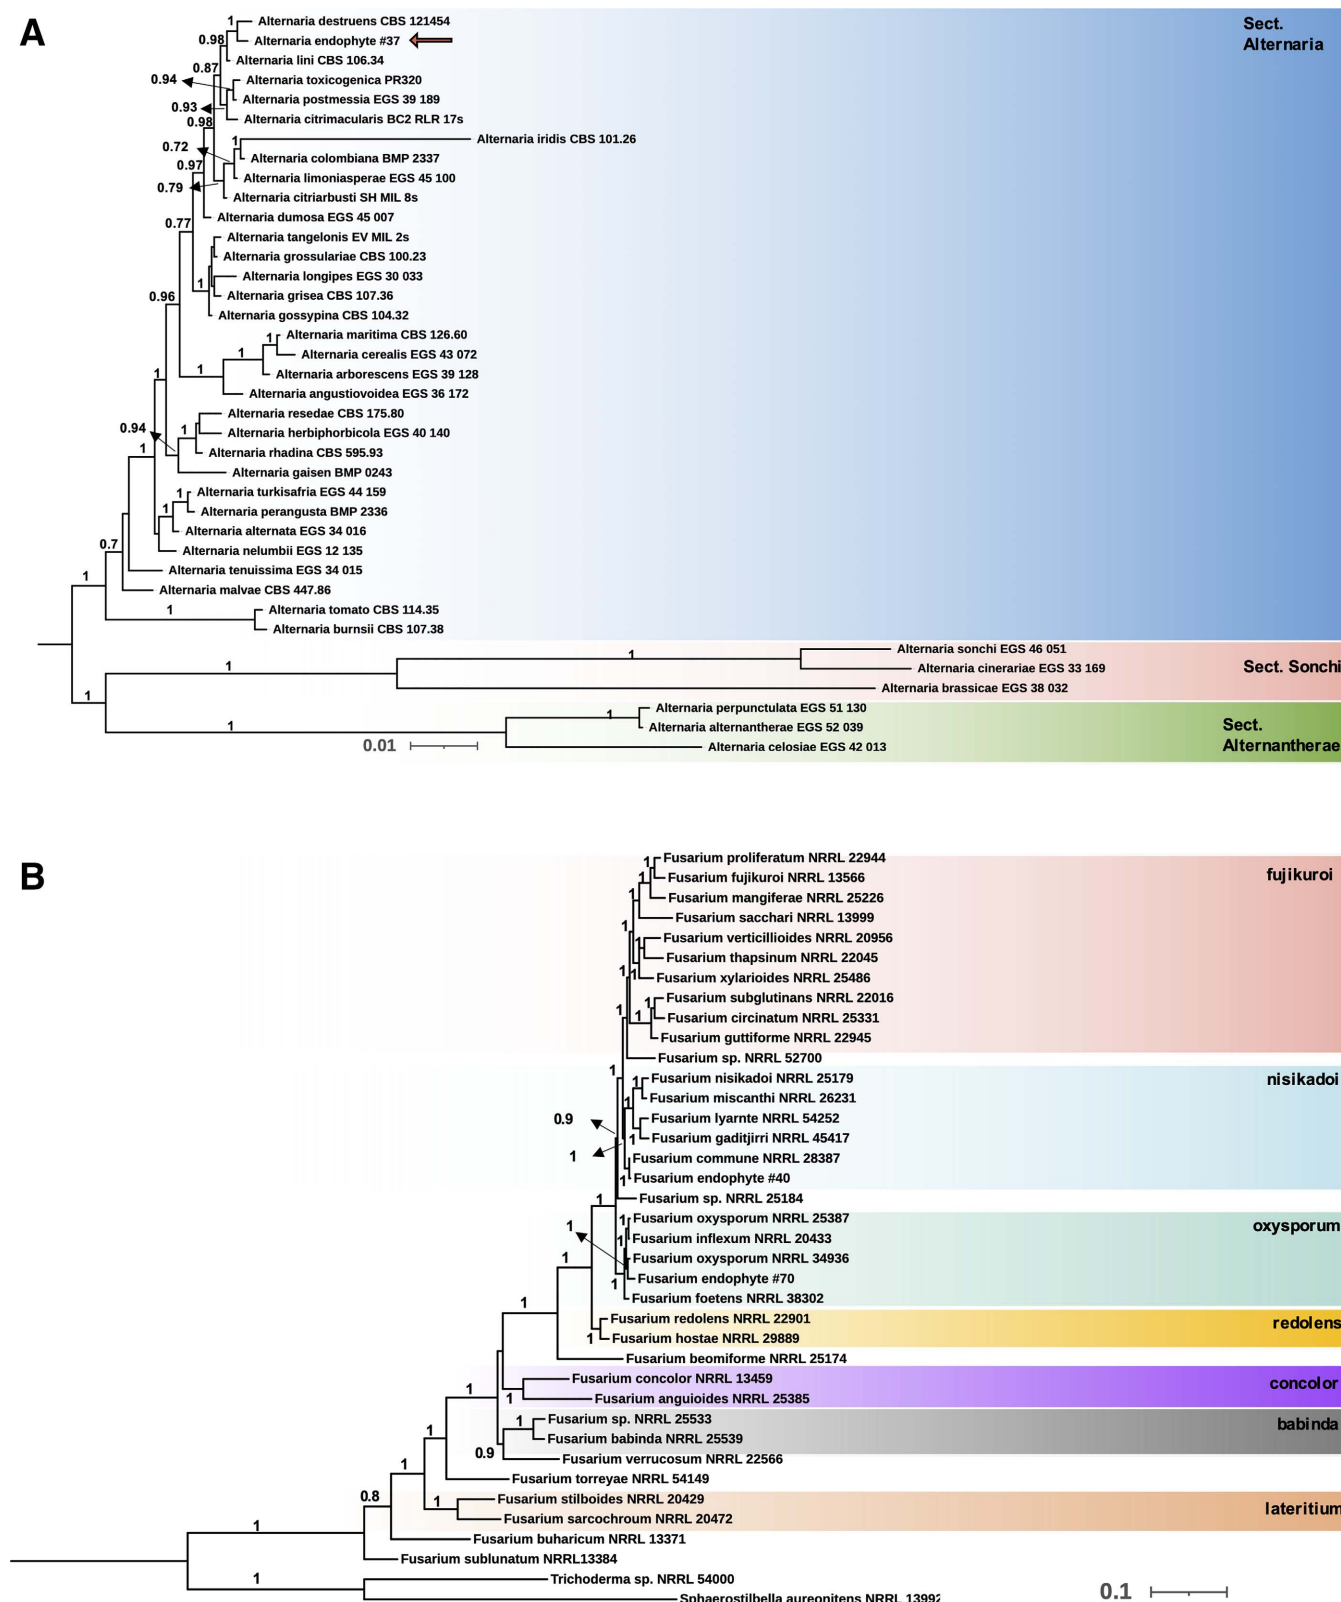 A
Sect.
Alternaria
1
Alternaria destruens CBS 121454
0.98
Alternaria endophyte #37
Alternaria lini CBS 106.34
0.87
0.94
Alternaria toxicogenica PR320
Alternaria postmessia EGS 39 189
0.93
Alternaria citrimacularis BC2 RLR 17s
0.98
1
Alternaria iridis CBS 101.26
0.72
Alternaria colombiana BMP 2337
0.97
Alternaria limoniasperae EGS 45 100
0.79
Alternaria citriarbusti SH MIL 8s
Alternaria dumosa EGS 45 007
0.77
Alternaria tangelonis EV MIL 2s
Alternaria grossulariae CBS 100.23
Alternaria longipes EGS 30 033
1
0.96
Alternaria grisea CBS 107.36
Alternaria gossypina CBS 104.32
1
Alternaria maritima CBS 126.60
1
Alternaria cerealis EGS 43 072
1
1
Alternaria arborescens EGS 39 128
Alternaria angustiovoidea EGS 36 172
Alternaria resedae CBS 175.80
0.94
1
Alternaria herbiphorbicola EGS 40 140
1
Alternaria rhadina CBS 595.93
Alternaria gaisen BMP 0243
1
Alternaria turkisafria EGS 44 159
1
Alternaria perangusta BMP 2336
Alternaria alternata EGS 34 016
0.7
Alternaria nelumbii EGS 12 135
Alternaria tenuissima EGS 34 015
1
Alternaria malvae CBS 447.86
1
Alternaria tomato CBS 114.35
Alternaria burnsii CBS 107.38
1
Alternaria sonchi EGS 46 051
1
Alternaria cinerariae EGS 33 169
Sect. Sonchi
1
Alternaria brassicae EGS 38 032
Alternaria perpunctulata EGS 51 130
1
1
Alternaria alternantherae EGS 52 039
Sect.
Alternantherae
0.01
Alternaria celosiae EGS 42 013
B
1
Fusarium proliferatum NRRL 22944
fujikuroi
1
Fusarium fujikuroi NRRL 13566
1
Fusarium mangiferae NRRL 25226
1
Fusarium sacchari NRRL 13999
1
Fusarium verticillioides NRRL 20956
Fusarium thapsinum NRRL 22045
1
1
Fusarium xylarioides NRRL 25486
1
Fusarium subglutinans NRRL 22016
1
1
Fusarium circinatum NRRL 25331
Fusarium guttiforme NRRL 22945
Fusarium sp. NRRL 52700
1
1
Fusarium nisikadoi NRRL 25179
nisikadoi
1
Fusarium miscanthi NRRL 26231
0.9
Fusarium lyarnte NRRL 54252
1
Fusarium gaditjirri NRRL 45417
1
Fusarium commune NRRL 28387
1
Fusarium endophyte #40
1
Fusarium sp. NRRL 25184
1
1
Fusarium oxysporum NRRL 25387
oxysporum
1
Fusarium inflexum NRRL 20433
1
Fusarium oxysporum NRRL 34936
1
Fusarium endophyte #70
Fusarium foetens NRRL 38302
1
Fusarium redolens NRRL 22901
redolens
1
Fusarium hostae NRRL 29889
Fusarium beomiforme NRRL 25174
Fusarium concolor NRRL 13459
concolor
1
1
Fusarium anguioides NRRL 25385
1
Fusarium sp. NRRL 25533
babinda
1
Fusarium babinda NRRL 25539
0.9
Fusarium verrucosum NRRL 22566
1
Fusarium torreyae NRRL 54149
0.8
1
Fusarium stilboides NRRL 20429
lateritium
Fusarium sarcochroum NRRL 20472
1
Fusarium buharicum NRRL 13371
Fusarium sublunatum NRRL13384
1
Trichoderma sp. NRRL 54000
0.1
Sphaerostilbella aureonitens NRRL 13992